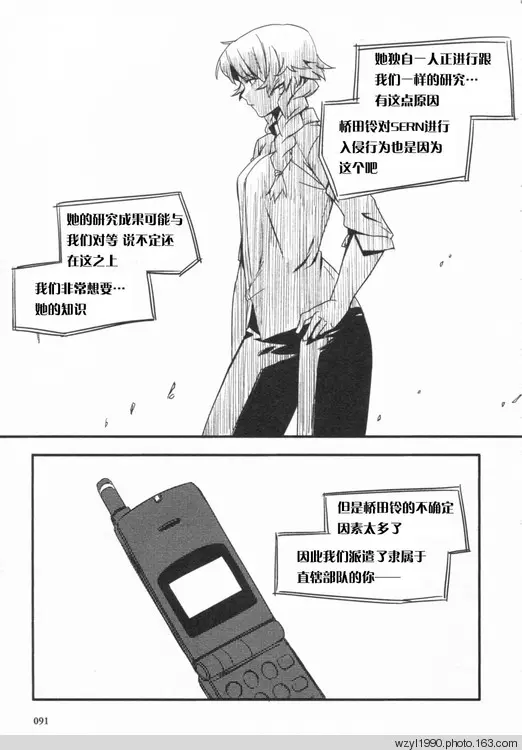 她独自一人正进行跟
我们一样的研究…
有这点原因
桥田铃对SERN进行
入侵行为也是因为
这个吧
她的研究成果可能与
我们对等 说不定还
在这之上
我们非常想要…
她的知识
但是桥田铃的不确定
因素太多了
因此我们派遣了隶属于
直辖部队的你——
091
wzyl1990.photo.163.com